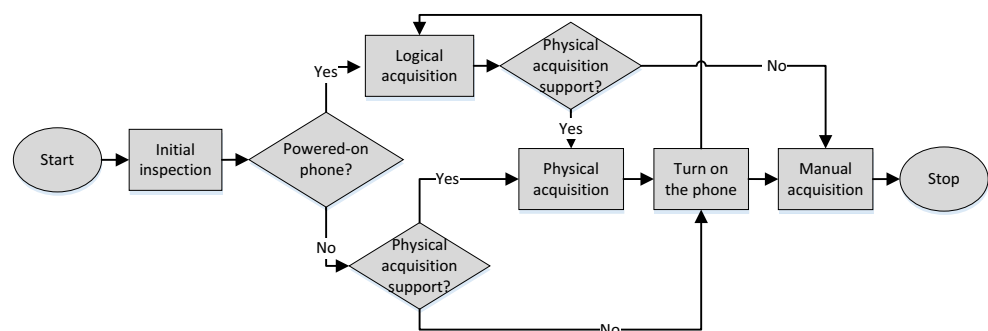 Logical
acquisition
Physical
acquisition
support?
Yes
No
Yes
Start
Initial
inspection
Powered-on
phone?
Yes
Physical
acquisition
Turn on
the phone
Manual
acquisition
Stop
No
Physical
acquisition
support?
No